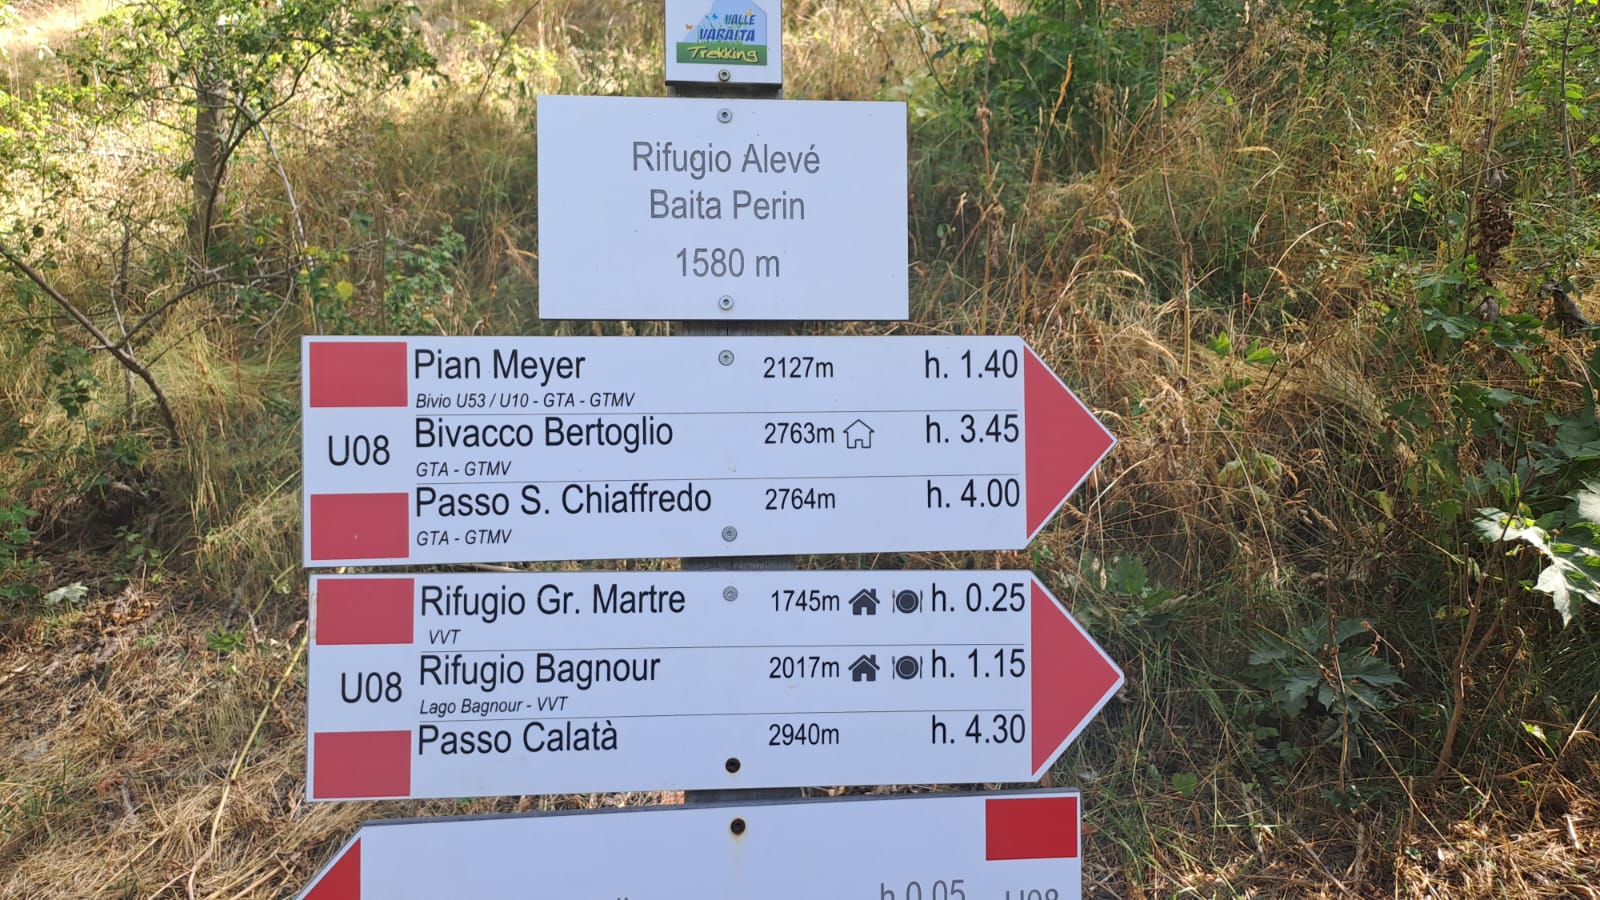 VALLE
VARAITA
Trekking
Rifugio Alevé
Baita Perin
1580 m
Pian Meyer 2127m h. 1.40
Bivio U53 / U10 - GTA - GTMV
U08
Bivacco Bertoglio 2763m h. 3.45
GTA - GTMV
Passo S. Chiaffredo 2764m h. 4.00
GTA - GTMV
Rifugio Gr. Martre 1745m h. 0.25
VVT
U08
Rifugio Bagnour 2017m h. 1.15
Lago Bagnour - VVT
Passo Calatà 2940m h. 4.30
h 0.05 U08